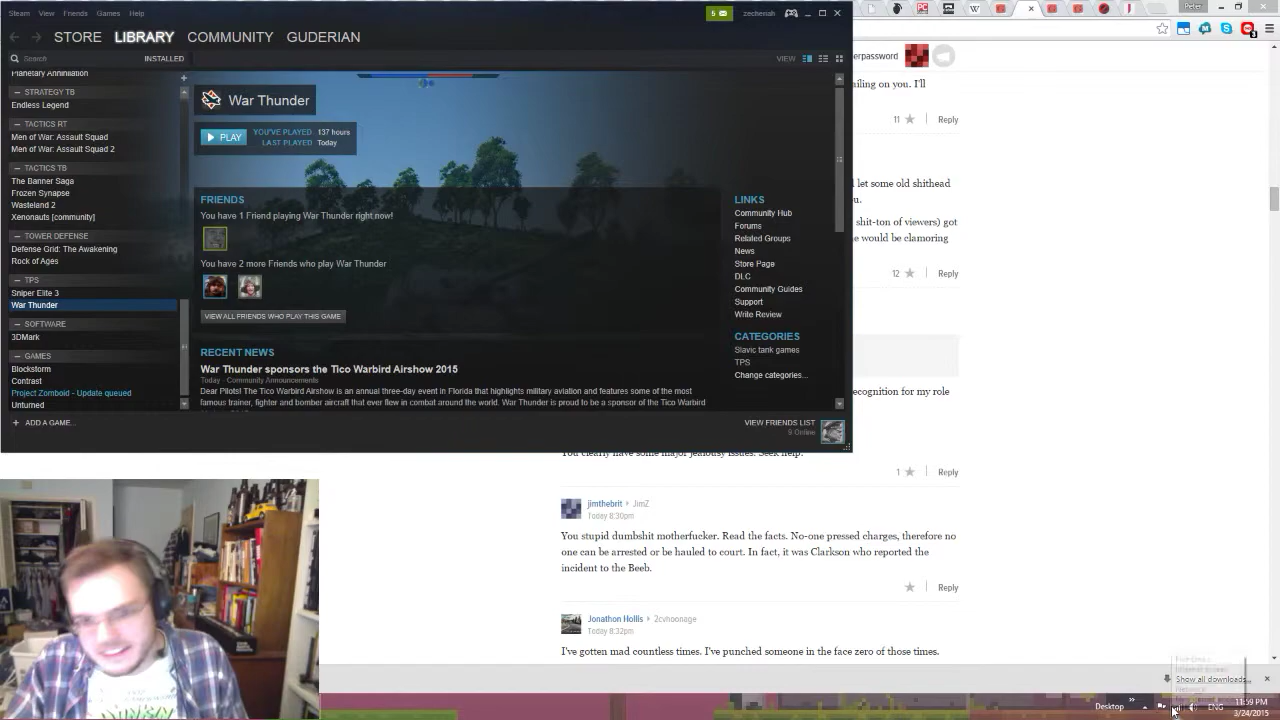 Steam View Friends Games Help
5 zecherish
Peter
STORE LIBRARY COMMUNITY GUDERIAN
Search INSTALLED
VIEW
Planetary Annihilation
STRATEGY TB
Endless Legend
TACTICS RT
Men of War: Assault Squad
Men of War: Assault Squad 2
TACTICS TB
The Banner Saga
Frozen Synapse
Wasteland 2
Xenonauts [community]
TOWER DEFENSE
Defense Grid: The Awakening
Rock of Ages
TPS
Sniper Elite 3
War Thunder
SOFTWARE
3DMark
GAMES
Blockstorm
Contrast
Project Zomboid - Update queued
Unturned
ADD A GAME...
War Thunder
PLAY
YOU'VE PLAYED 137 hours
LAST PLAYED Today
FRIENDS
You have 1 Friend playing War Thunder right now!
You have 2 more Friends who play War Thunder
VIEW ALL FRIENDS WHO PLAY THIS GAME
RECENT NEWS
War Thunder sponsors the Tico Warbird Airshow 2015
Today - Community Announcements
Dear Pilots! The Tico Warbird Airshow is an annual three-day event in Florida that highlights military aviation and features some of the most
famous trainer, fighter and bomber aircraft that ever flew in combat around the world. War Thunder is proud to be a sponsor of the Tico Warbird
LINKS
Community Hub
Forums
Related Groups
News
Store Page
DLC
Community Guides
Support
Write Review
CATEGORIES
Slavic tank games
TPS
Change categories...
VIEW FRIENDS LIST
9 Online
erpassword
ailing on you. I'll
11 Reply
let some old shithead
u.
shit-ton of viewers) got
e would be clamoring
12 Reply
ecognition for my role
You clearly have some major jealousy issues. Seek help.
1 Reply
jimthebrit JimZ
Today 8:30pm
You stupid dumbshit motherfucker. Read the facts. No-one pressed charges, therefore no
one can be arrested or be hauled to court. In fact, it was Clarkson who reported the
incident to the Beeb.
Reply
Jonathon Hollis 2cvhoonage
Today 8:32pm
I've gotten mad countless times. I've punched someone in the face zero of those times.
Show all downloads...
Desktop ENG 11:59 PM
3/24/2015